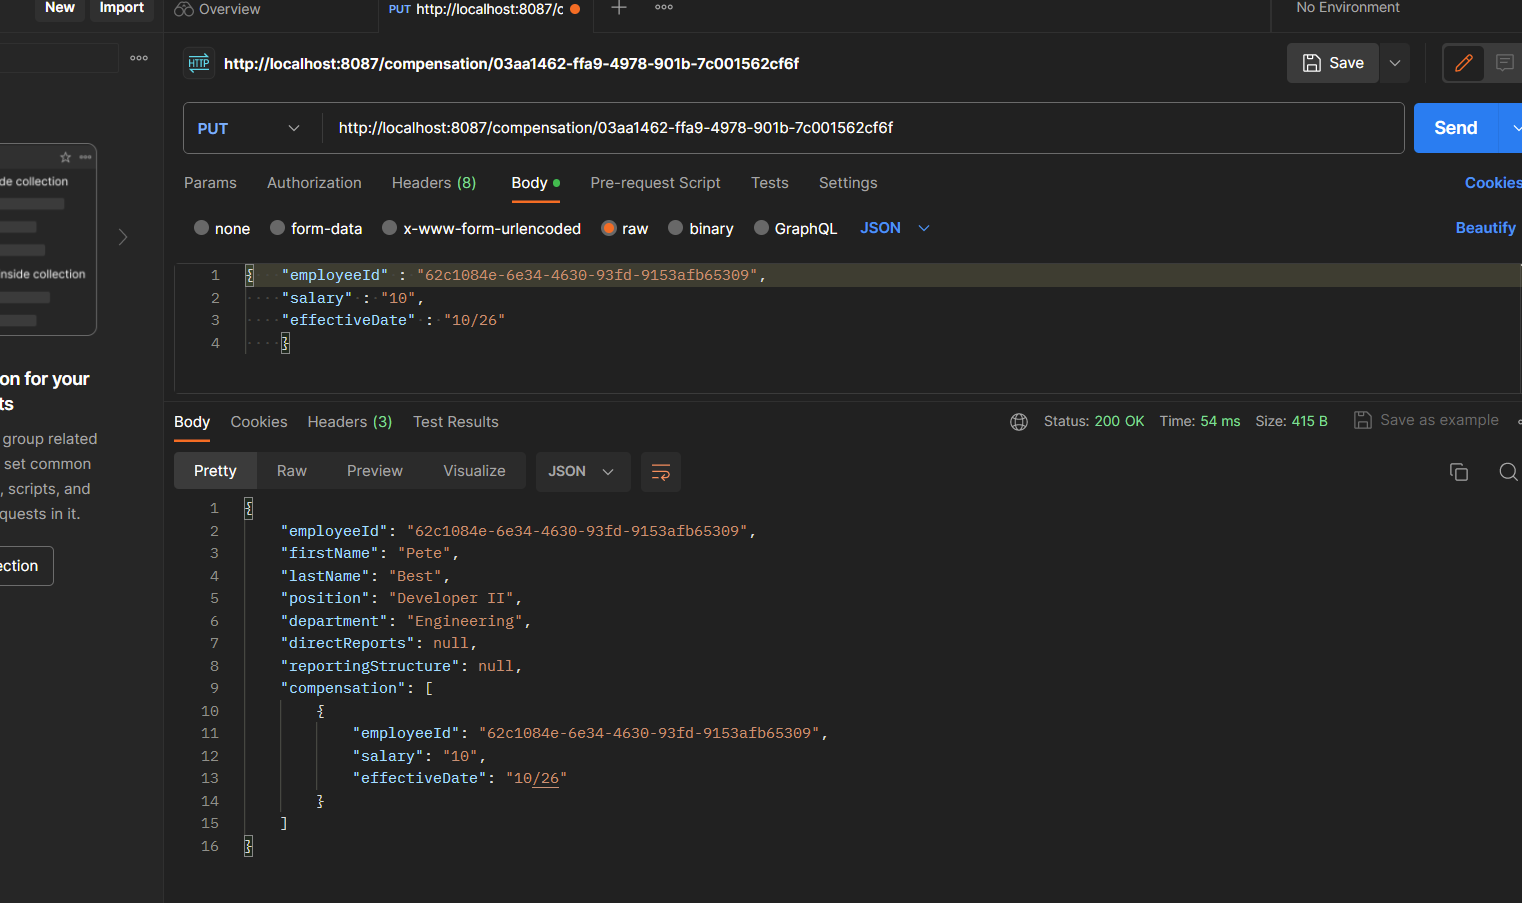 New Import
Overview
PUT http://localhost:8087/c
No Environment
HTTP http://localhost:8087/compensation/03aa1462-ffa9-4978-901b-7c001562cf6f
Save
PUT http://localhost:8087/compensation/03aa1462-ffa9-4978-901b-7c001562cf6f
Send
Params Authorization Headers (8) Body Pre-request Script Tests Settings
Cookies
none form-data x-www-form-urlencoded raw binary GraphQL JSON
Beautify
1 { "employeeId" : "62c1084e-6e34-4630-93fd-9153afb65309",
2 "salary" : "10",
3 "effectiveDate" : "10/26"
4 }
de collection
nside collection
on for your
ts
group related
set common
, scripts, and
quests in it.
ection
Body Cookies Headers (3) Test Results
Status: 200 OK Time: 54 ms Size: 415 B Save as example
Pretty Raw Preview Visualize JSON
1 {
2 "employeeId": "62c1084e-6e34-4630-93fd-9153afb65309",
3 "firstName": "Pete",
4 "lastName": "Best",
5 "position": "Developer II",
6 "department": "Engineering",
7 "directReports": null,
8 "reportingStructure": null,
9 "compensation": [
10 {
11 "employeeId": "62c1084e-6e34-4630-93fd-9153afb65309",
12 "salary": "10",
13 "effectiveDate": "10/26"
14 }
15 ]
16 }